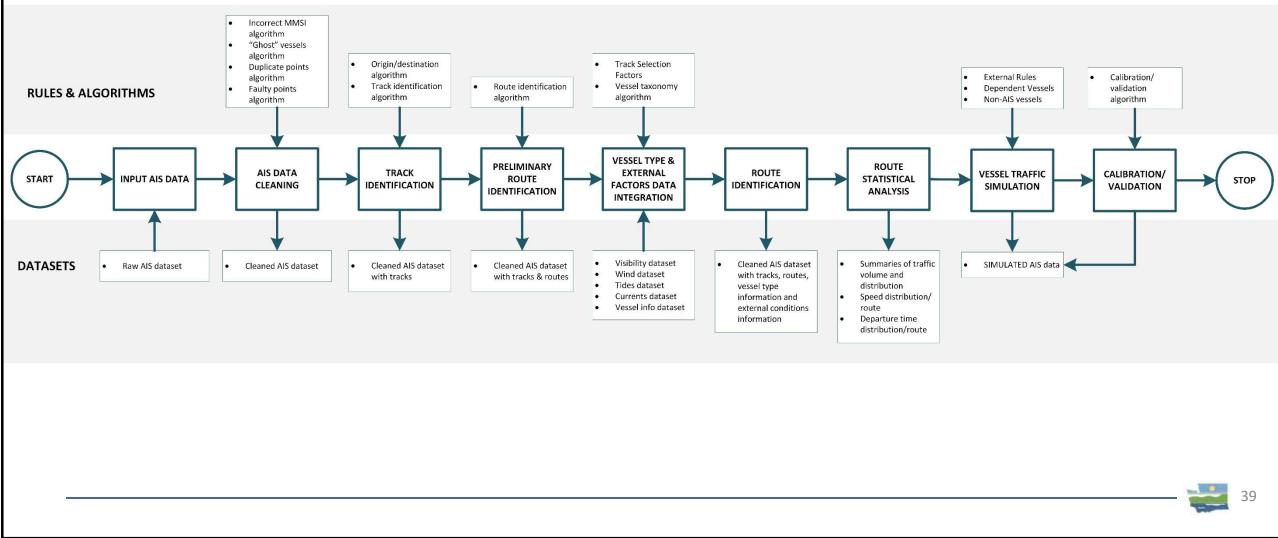 RULES & ALGORITHMS
• Incorrect MMSI
algorithm
• "Ghost" vessels
algorithm
• Duplicate points
algorithm
• Faulty points
algorithm
• Origin/destination
algorithm
• Track identification
algorithm
• Route identification
algorithm
• Track Selection
Factors
• Vessel taxonomy
algorithm
• External Rules
• Dependent Vessels
• Non-AIS vessels
• Calibration/
validation
algorithm
START
INPUT AIS DATA
AIS DATA
CLEANING
TRACK
IDENTIFICATION
PRELIMINARY
ROUTE
IDENTIFICATION
VESSEL TYPE &
EXTERNAL
FACTORS DATA
INTEGRATION
ROUTE
IDENTIFICATION
ROUTE
STATISTICAL
ANALYSIS
VESSEL TRAFFIC
SIMULATION
CALIBRATION/
VALIDATION
STOP
DATASETS
• Raw AIS dataset
• Cleaned AIS dataset
• Cleaned AIS dataset
with tracks
• Cleaned AIS dataset
with tracks & routes
• Visibility dataset
• Wind dataset
• Tides dataset
• Currents dataset
• Vessel info dataset
• Cleaned AIS dataset
with tracks, routes,
vessel type
information and
external conditions
information
• Summaries of traffic
volume and
distribution
• Speed distribution/
route
• Departure time
distribution/route
• SIMULATED AIS data
39